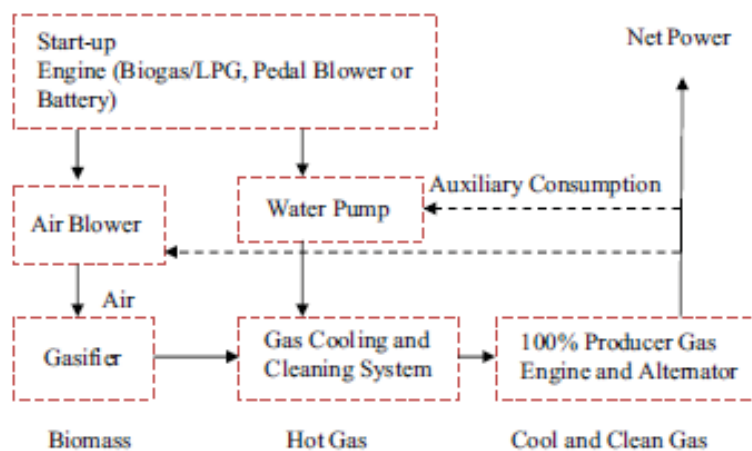 Start-up
Engine (Biogas/LPG, Pedal Blower or
Battery)
Net Power
Air Blower
Water Pump
Auxiliary Consumption
Air
Gasifier
Gas Cooling and
Cleaning System
100% Producer Gas
Engine and Alternator
Biomass
Hot Gas
Cool and Clean Gas